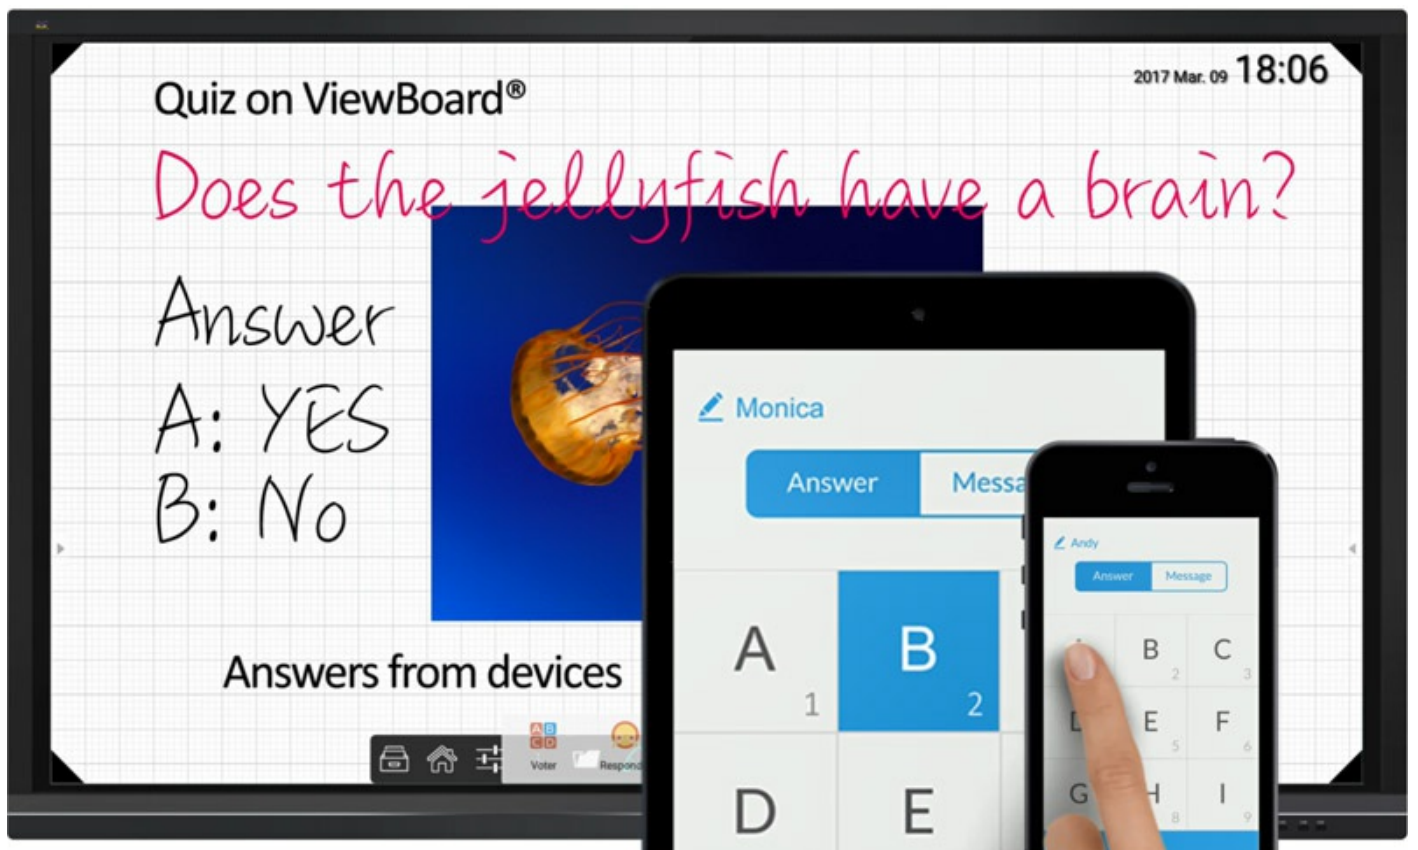 2017 Mar. 09 18:06
Quiz on ViewBoard®
Does the jellyfish have a brain?
Answer
A: YES
B: No
Answers from devices
Voter
Monica
Answer
A 1
B 2
D
E
Andy
Answer Message
B 2
C 3
E 5
F 6
G
H 8
I 9